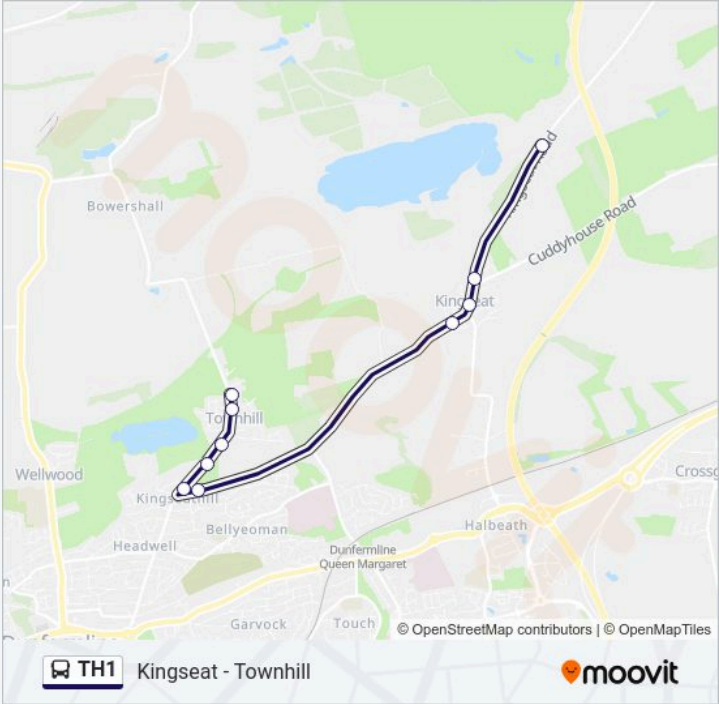 Bowershall
Cuddyhouse Road
Kingseat
Townhill
Wellwood
Kingseathill
Crossg
Bellyeoman
Halbeath
Headwell
Dunfermline
Queen Margaret
Garvock
Touch
© OpenStreetMap contributors | © OpenMapTiles
TH1 Kingseat - Townhill
moovit